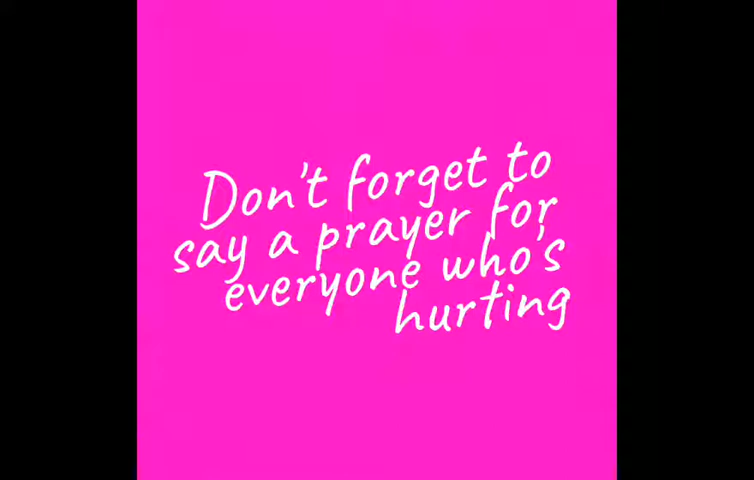 Don't forget to
say a prayer for
everyone who's
hurting